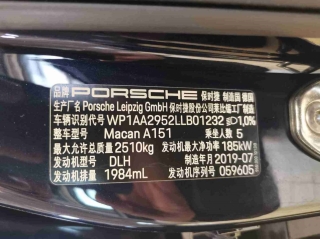 PORSCHE 保时捷 制造国 德国
生产厂名 Porsche Leipzig GmbH 保时捷股份公司莱比锡工厂制造
车辆识别代号 WP1AA2952LLB01232 1,0%
整车型号 Macan A151 乘坐人数 5
最大允许总质量 2510kg 发动机最大净功率 185kW
发动机型号 DLH 制造年月 2019-07
发动机排量 1984mL 发动机序列号 059605